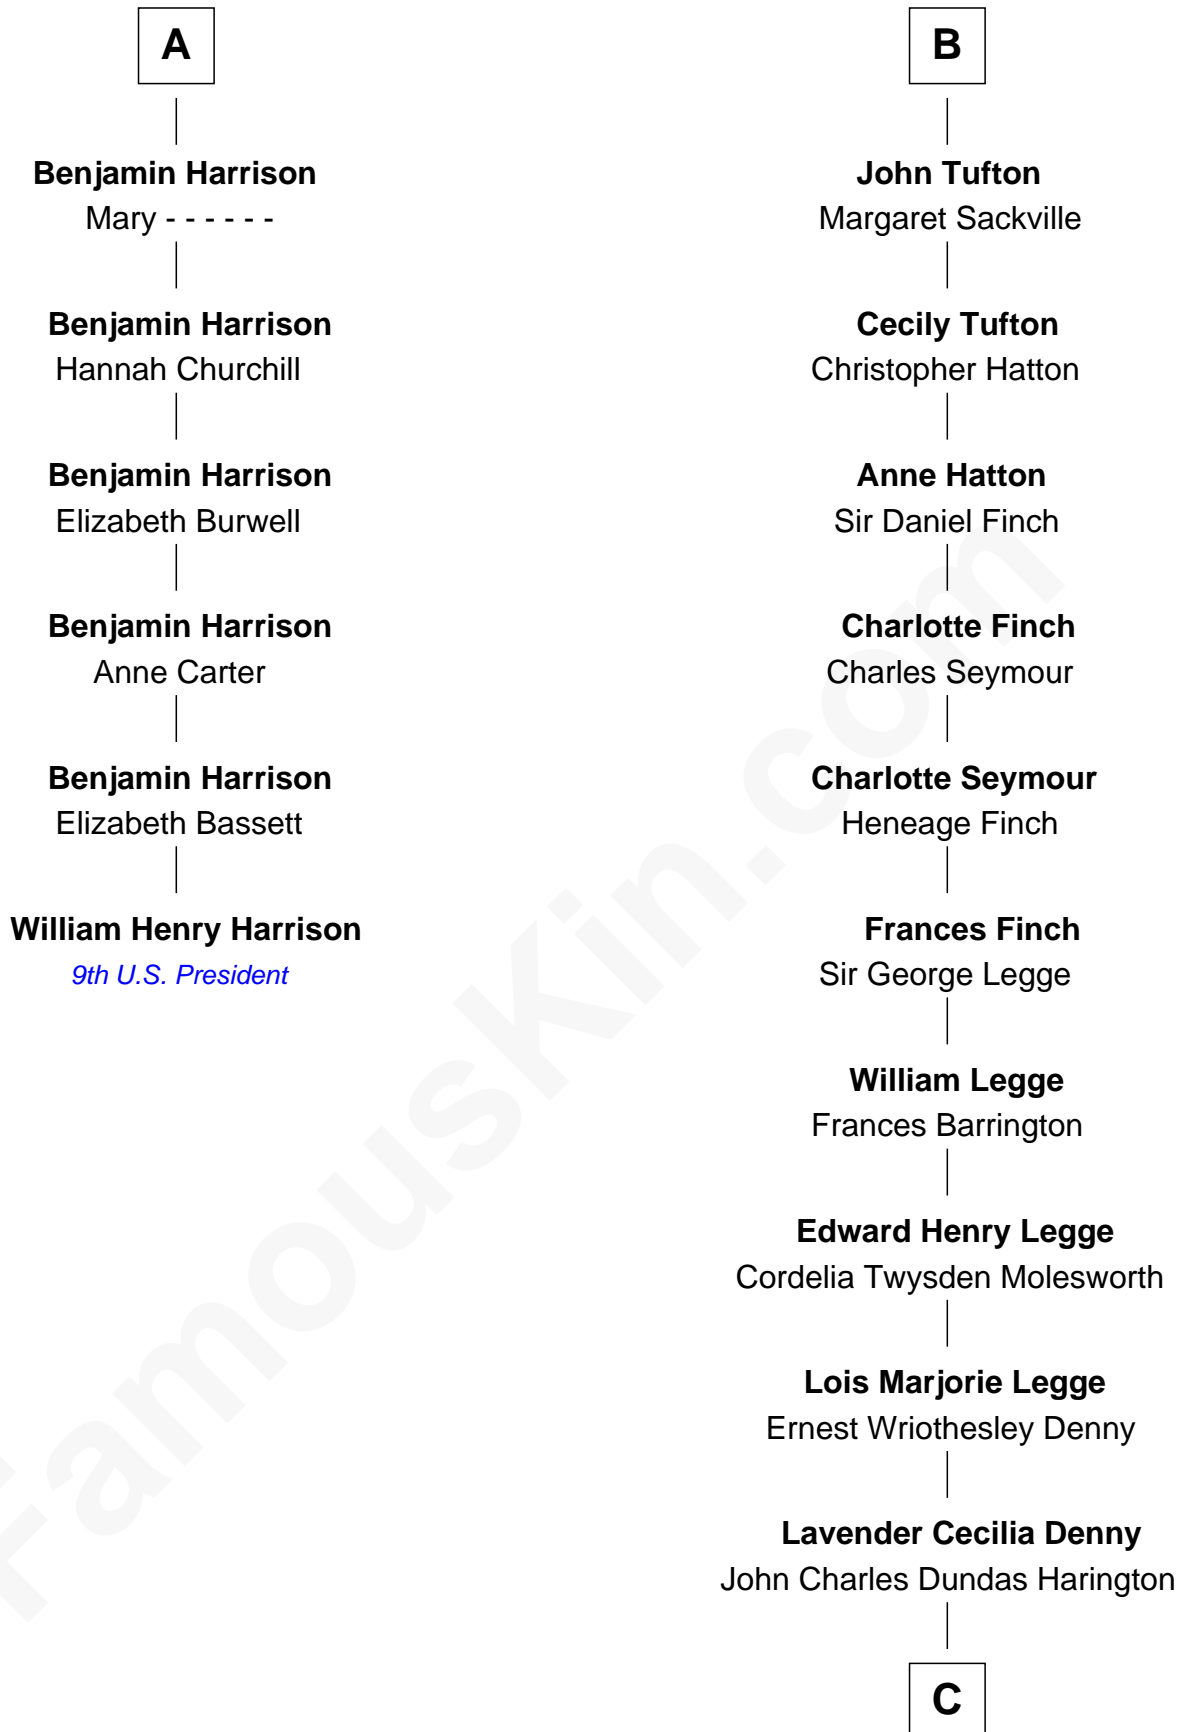 A
Benjamin Harrison
Mary - - - - - -
Benjamin Harrison
Hannah Churchill
Benjamin Harrison
Elizabeth Burwell
Benjamin Harrison
Anne Carter
Benjamin Harrison
Elizabeth Bassett
William Henry Harrison
9th U.S. President
B
John Tufton
Margaret Sackville
Cecily Tufton
Christopher Hatton
Anne Hatton
Sir Daniel Finch
Charlotte Finch
Charles Seymour
Charlotte Seymour
Heneage Finch
Frances Finch
Sir George Legge
William Legge
Frances Barrington
Edward Henry Legge
Cordelia Twysden Molesworth
Lois Marjorie Legge
Ernest Wriothesley Denny
Lavender Cecilia Denny
John Charles Dundas Harington
C
FamousKin.com